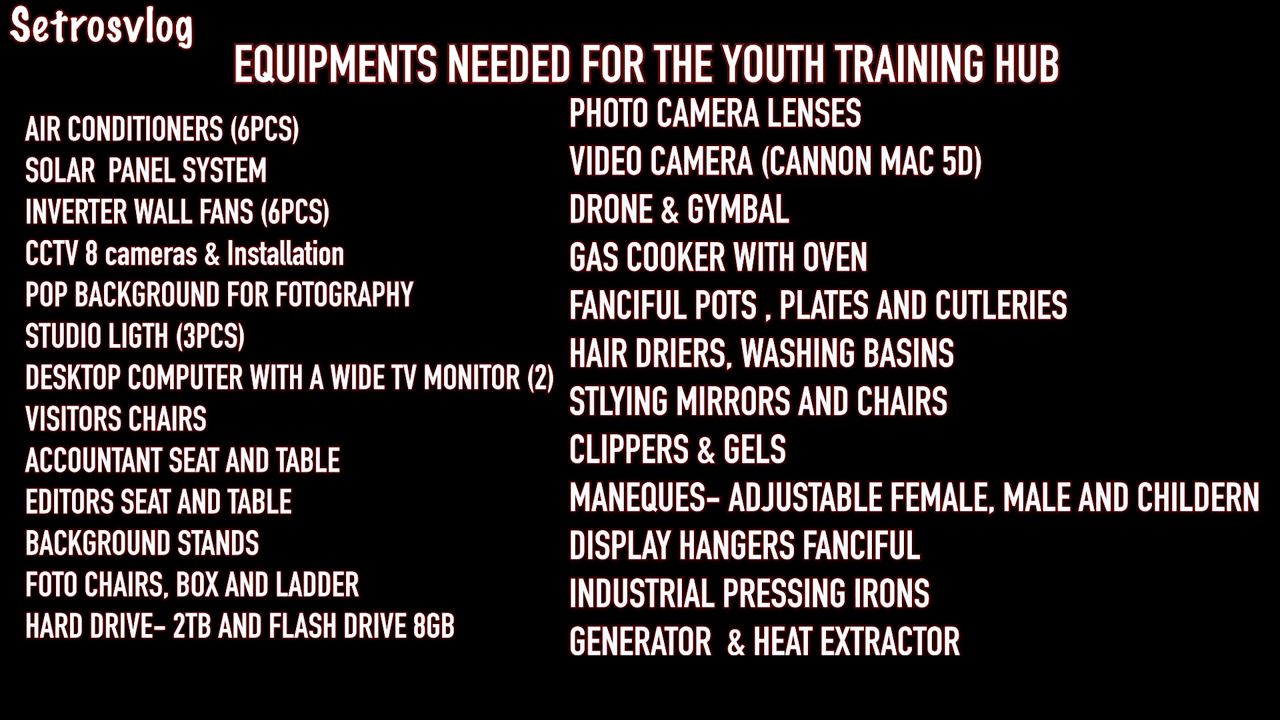 Setrosvlog
EQUIPMENTS NEEDED FOR THE YOUTH TRAINING HUB
AIR CONDITIONERS (6PCS)
SOLAR  PANEL SYSTEM
INVERTER WALL FANS (6PCS)
CCTV 8 cameras & Installation
POP BACKGROUND FOR FOTOGRAPHY
STUDIO LIGTH (3PCS)
DESKTOP COMPUTER WITH A WIDE TV MONITOR (2)
VISITORS CHAIRS
ACCOUNTANT SEAT AND TABLE
EDITORS SEAT AND TABLE
BACKGROUND STANDS
FOTO CHAIRS, BOX AND LADDER
HARD DRIVE- 2TB AND FLASH DRIVE 8GB
PHOTO CAMERA LENSES
VIDEO CAMERA (CANNON MAC 5D)
DRONE & GYMBAL
GAS COOKER WITH OVEN
FANCIFUL POTS , PLATES AND CUTLERIES
HAIR DRIERS, WASHING BASINS
STLYING MIRRORS AND CHAIRS
CLIPPERS & GELS
MANEQUES- ADJUSTABLE FEMALE, MALE AND CHILDERN
DISPLAY HANGERS FANCIFUL
INDUSTRIAL PRESSING IRONS
GENERATOR  & HEAT EXTRACTOR